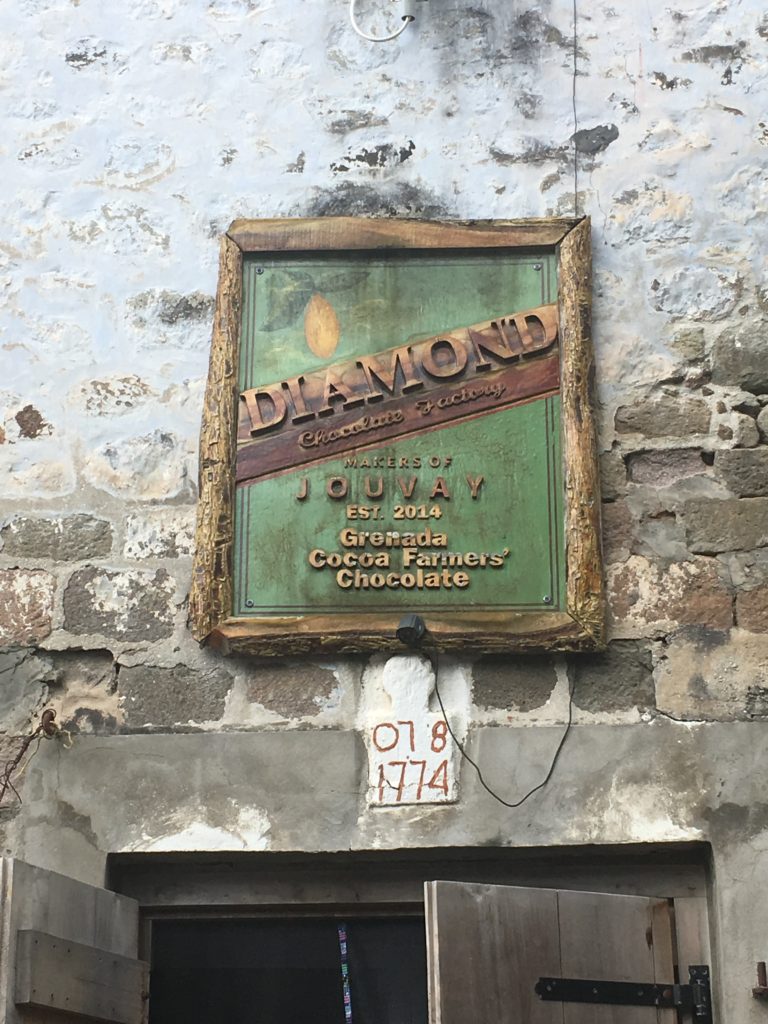 DIAMOND
Chocolate Factory
MAKERS OF
JOUVAY
EST. 2014
Grenada
Cocoa Farmers'
Chocolate
07 8
1774